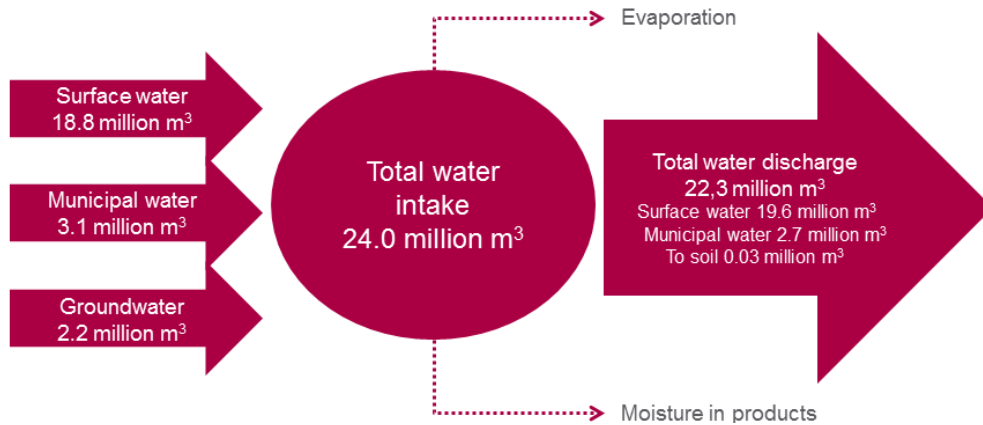 Evaporation
Surface water
18.8 million m³
Municipal water
3.1 million m³
Groundwater
2.2 million m³
Total water
intake
24.0 million m³
Total water discharge
22,3 million m³
Surface water 19.6 million m³
Municipal water 2.7 million m³
To soil 0.03 million m³
Moisture in products